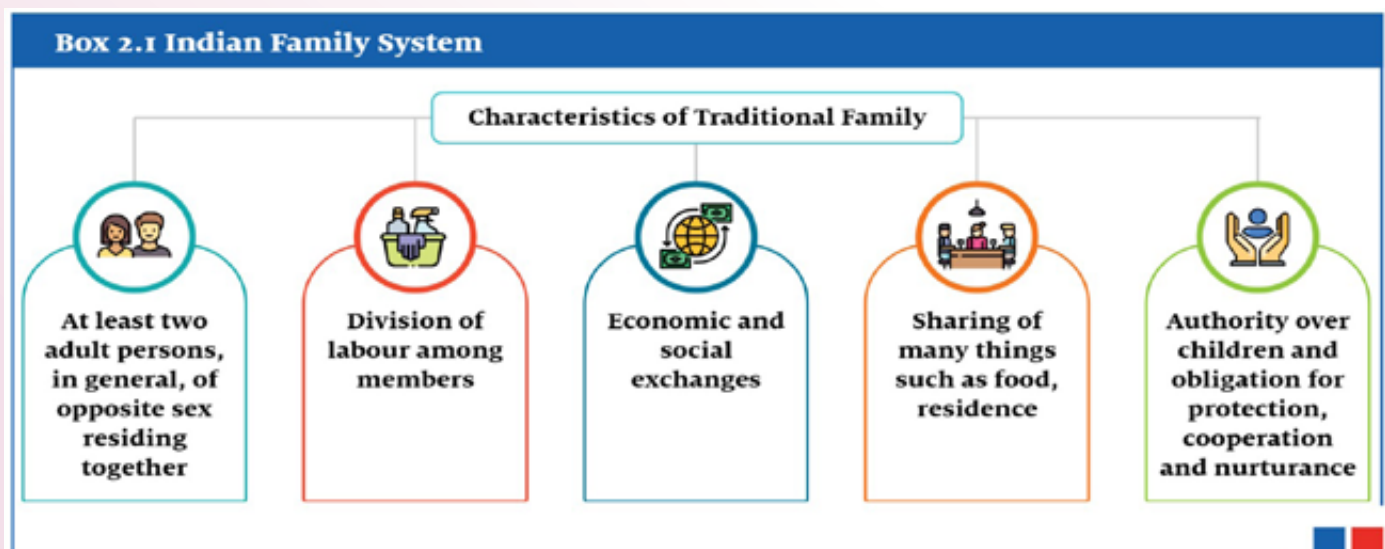 Box 2.1 Indian Family System
Characteristics of Traditional Family
At least two
adult persons,
in general, of
opposite sex
residing
together
Division of
labour among
members
Economic and
social
exchanges
Sharing of
many things
such as food,
residence
Authority over
children and
obligation for
protection,
cooperation
and nurturance